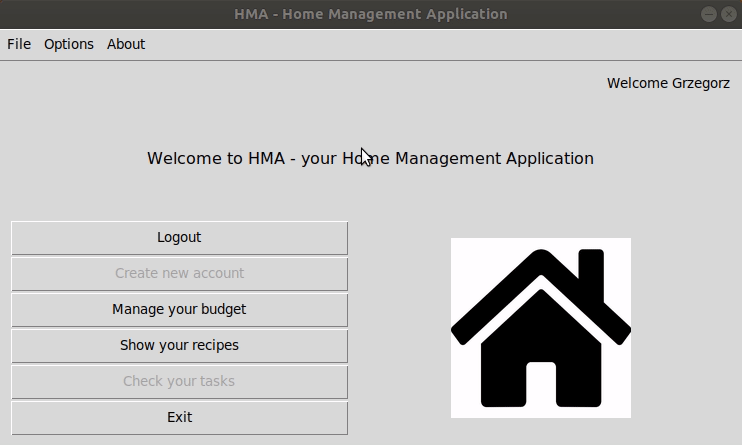 HMA - Home Management Application
File Options About
Welcome Grzegorz
Welcome to HMA - your Home Management Application
Logout
Create new account
Manage your budget
Show your recipes
Check your tasks
Exit